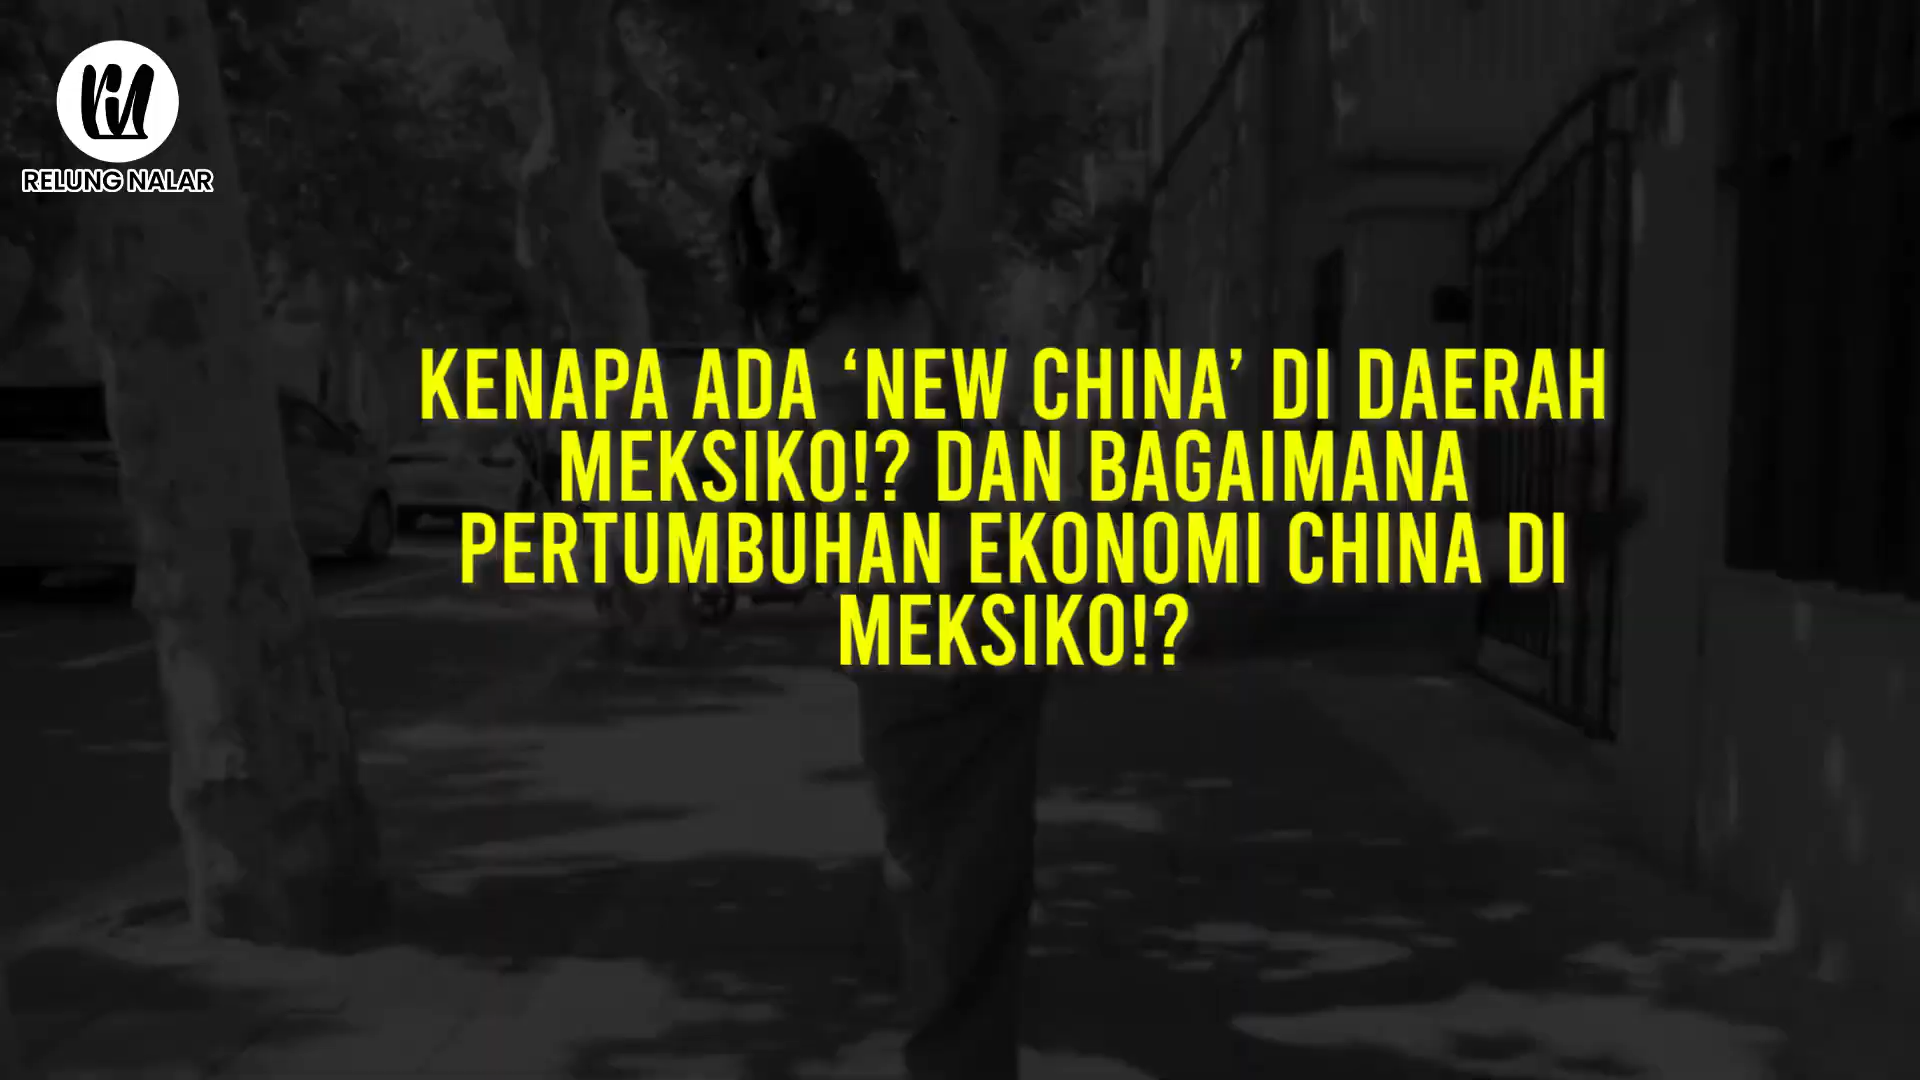 RELUNG NALAR
KENAPA ADA ‘NEW CHINA’ DI DAERAH
MEKSIKO!? DAN BAGAIMANA
PERTUMBUHAN EKONOMI CHINA DI
MEKSIKO!?